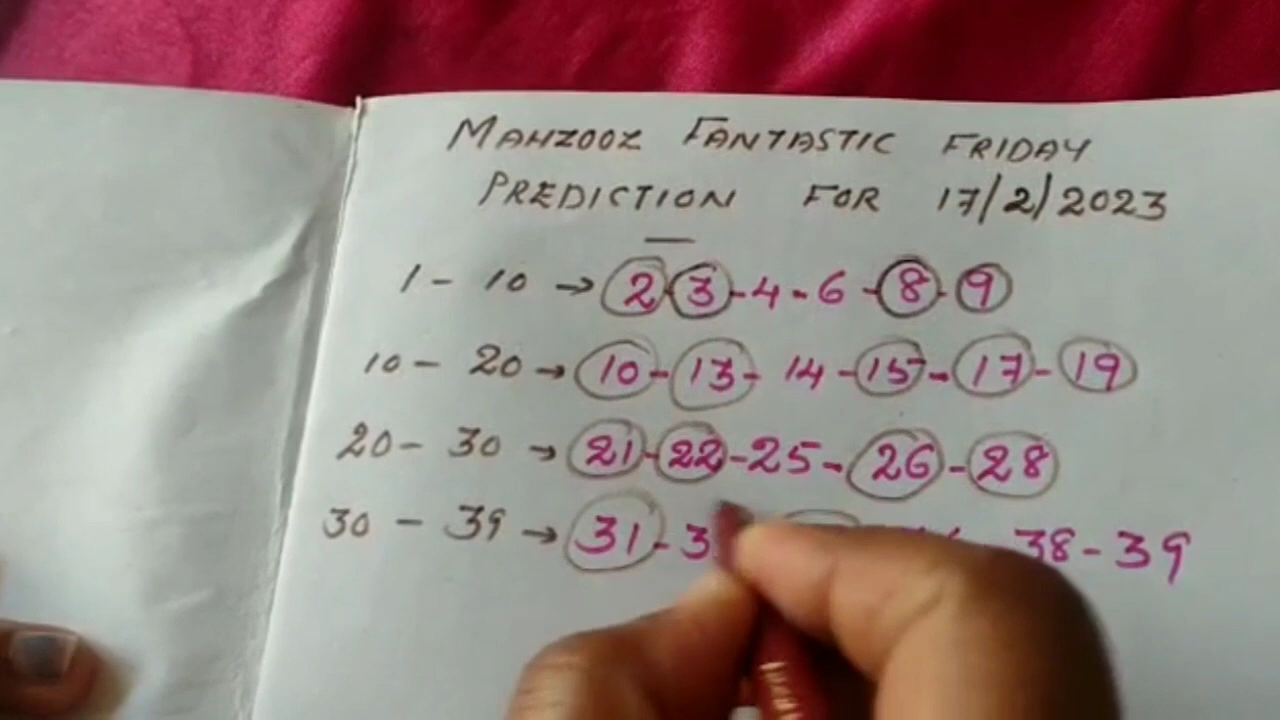 MAHZOOZ FANTASTIC FRIDAY
PREDICTION FOR 17/2/2023
1 - 10 → 2 - 3 - 4 - 6 - 8 - 9
10 - 20 → 10 - 13 - 14 - 15 - 17 - 19
20 - 30 → 21 - 22 - 25 - 26 - 28
30 - 39 → 31 - 38 - 39